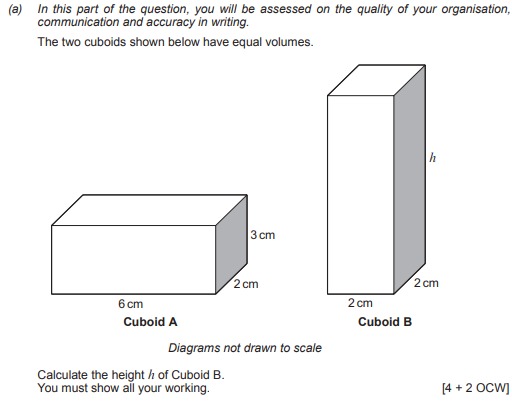 (a) In this part of the question, you will be assessed on the quality of your organisation,
communication and accuracy in writing.
The two cuboids shown below have equal volumes.
h
3 cm
2 cm
2 cm
6 cm
2 cm
Cuboid A
Cuboid B
Diagrams not drawn to scale
Calculate the height h of Cuboid B.
You must show all your working.
[4 + 2 OCW]